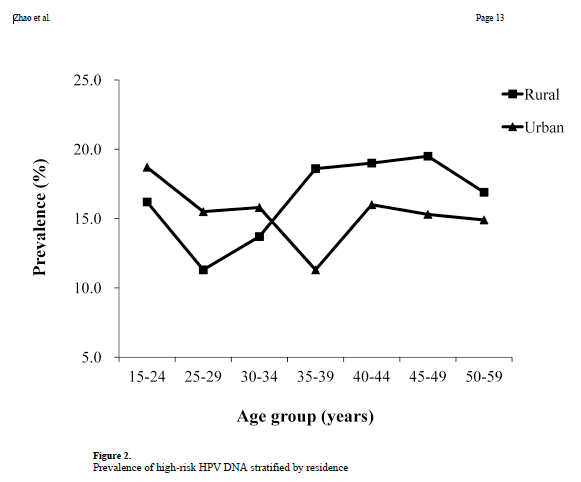 Zhao et al. Page 13
25.0
Rural
Urban
20.0
15.0
10.0
5.0
Prevalence (%)
15-24 25-29 30-34 35-39 40-44 45-49 50-59
Age group (years)
Figure 2.
Prevalence of high-risk HPV DNA stratified by residence